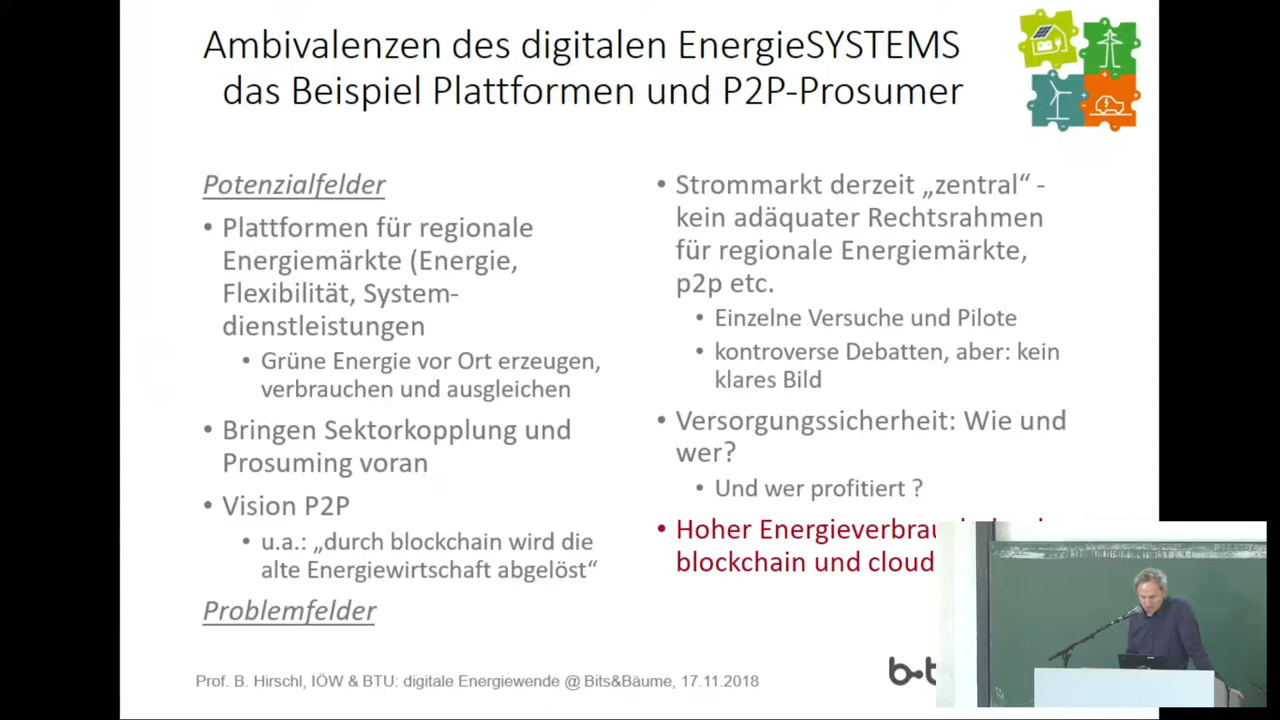 Ambivalenzen des digitalen EnergieSYSTEMS
das Beispiel Plattformen und P2P-Prosumer
Potenzialfelder
• Plattformen für regionale
Energiemärkte (Energie,
Flexibilität, System-
dienstleistungen
• Grüne Energie vor Ort erzeugen,
verbrauchen und ausgleichen
• Bringen Sektorkopplung und
Prosuming voran
• Vision P2P
• u.a.: „durch blockchain wird die
alte Energiewirtschaft abgelöst“
Problemfelder
• Strommarkt derzeit „zentral“ -
kein adäquater Rechtsrahmen
für regionale Energiemärkte,
p2p etc.
• Einzelne Versuche und Pilote
• kontroverse Debatten, aber: kein
klares Bild
• Versorgungssicherheit: Wie und
wer?
• Und wer profitiert ?
• Hoher
blockchain und cloud
Prof. B. Hirschl, IÖW & BTU: digitale Energiewende @ Bits&Bäume, 17.11.2018